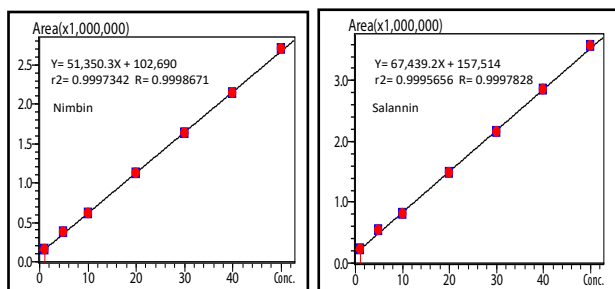 Area(x1,000,000)
Y= 51,350.3X + 102,690
r2= 0.9997342 R= 0.9998671
Nimbin
2.5
2.0
1.5
1.0
0.5
0.0
0 10 20 30 40 Conc.
Area(x1,000,000)
Y= 67,439.2X + 157,514
r2= 0.9995656 R= 0.9997828
Salannin
3.0
2.0
1.0
0.0
0 10 20 30 40 Conc.